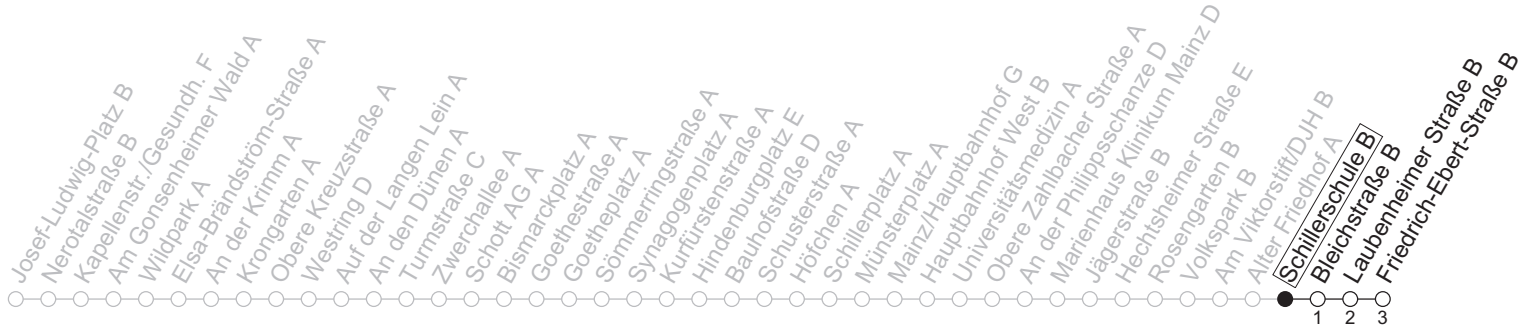 Josef-Ludwig-Platz B
Nerotalstraße B
Kapellenstr./Gesundh. F
Am Gonsenheimer Wald A
Wildpark A
Elsa-Brändström-Straße A
An der Krimm A
Krongarten A
Obere Kreuzstraße A
Westring D
Auf der Langen Lein A
An den Dünen A
Turmstraße C
Zwerchallee A
Schott AG A
Bismarckplatz A
Goethestraße A
Goetheplatz A
Sömmerringstraße A
Synagogenplatz A
Kurfürstenstraße A
Hindenburgplatz E
Bauhofstraße D
Schusterstraße A
Höfchen A
Schillerplatz A
Münsterplatz A
Mainz/Hauptbahnhof G
Hauptbahnhof West B
Universitätsmedizin A
Obere Zahlbacher Straße A
An der Philippsschanze D
Marienhaus Klinikum Mainz D
Jägerstraße B
Hechtsheimer Straße E
Rosengarten B
Volkspark B
Am Viktorstift/DJH B
Alter Friedhof A
Schillerschule B
Bleichstraße B
Laubenheimer Straße B
Friedrich-Ebert-Straße B
1 2 3